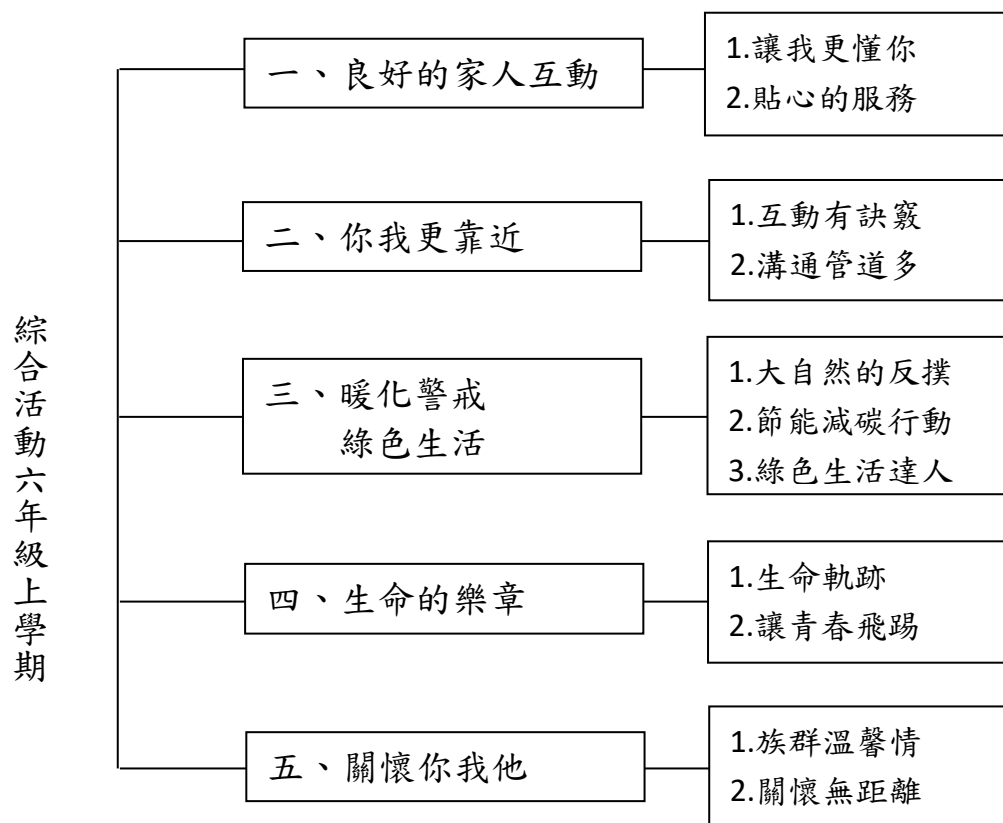 綜合活動六年級上學期
一、良好的家人互動
1.讓我更懂你
2.貼心的服務
二、你我更靠近
1.互動有訣竅
2.溝通管道多
三、暖化警戒
綠色生活
1.大自然的反撲
2.節能減碳行動
3.綠色生活達人
四、生命的樂章
1.生命軌跡
2.讓青春飛踢
五、關懷你我他
1.族群溫馨情
2.關懷無距離